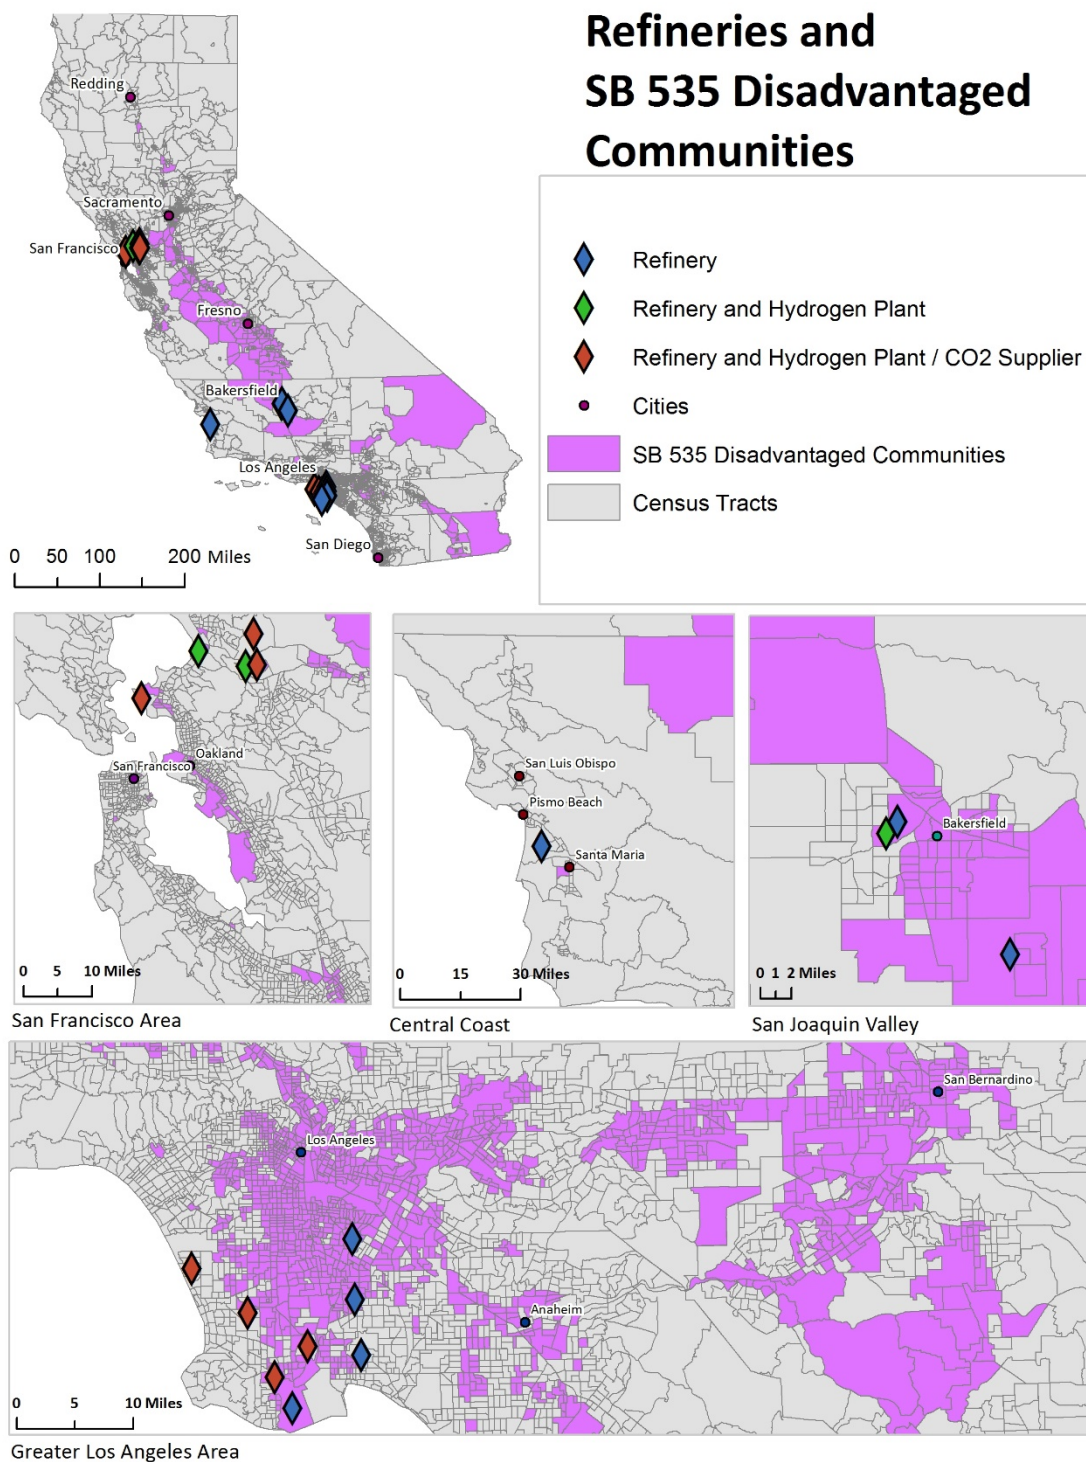 Refineries and
SB 535 Disadvantaged
Communities
Refinery
Refinery and Hydrogen Plant
Refinery and Hydrogen Plant / CO2 Supplier
Cities
SB 535 Disadvantaged Communities
Census Tracts
Redding
Sacramento
San Francisco
Fresno
Bakersfield
Los Angeles
San Diego
0 50 100 200 Miles
Oakland
San Francisco
0 5 10 Miles
San Francisco Area
San Luis Obispo
Pismo Beach
Santa Maria
0 15 30 Miles
Central Coast
Bakersfield
0 1 2 Miles
San Joaquin Valley
San Bernardino
Los Angeles
Anaheim
0 5 10 Miles
Greater Los Angeles Area